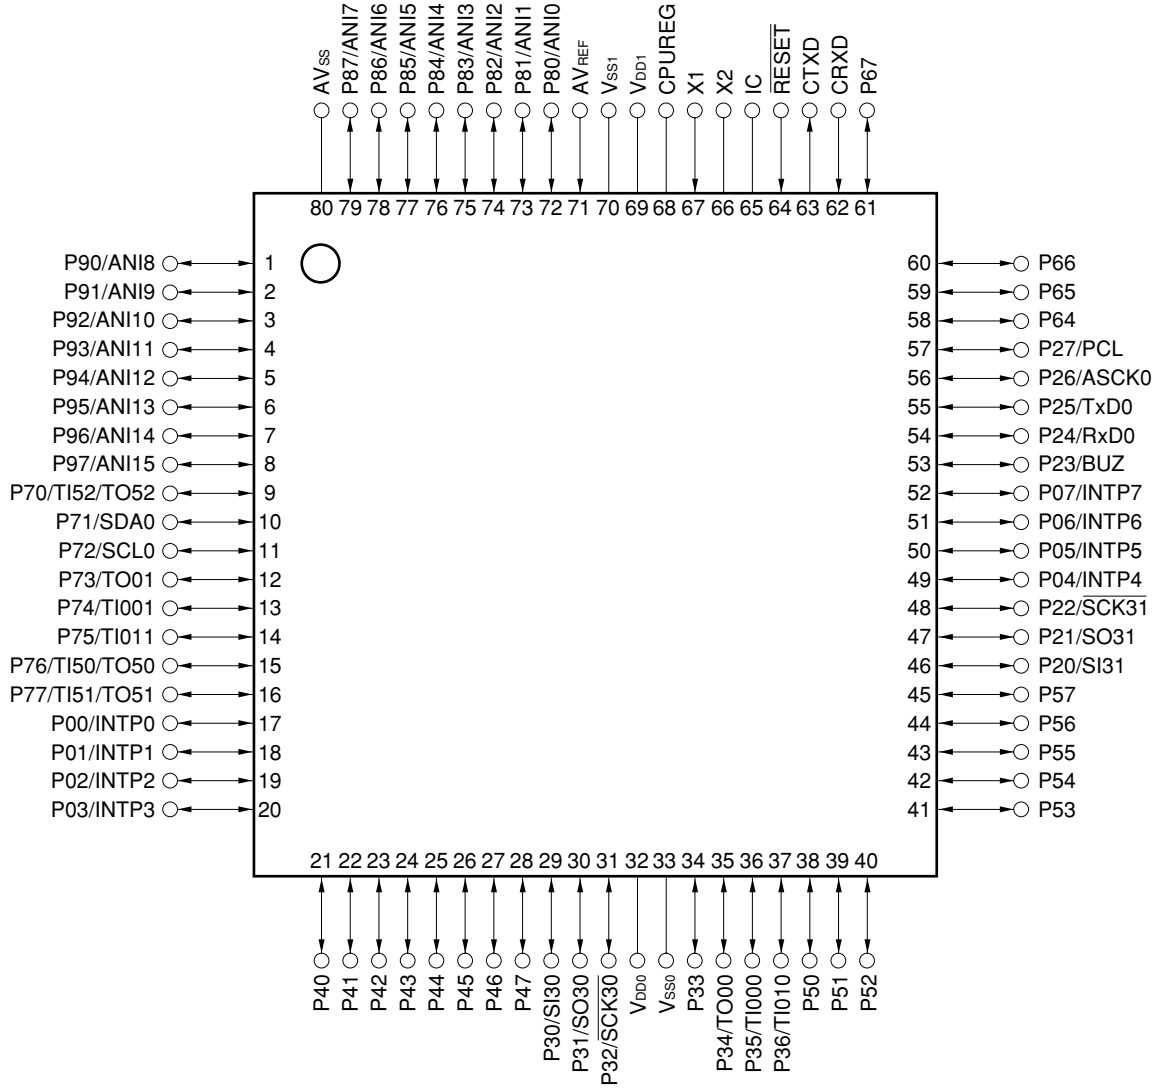 AVSS
P87/ANI7
P86/ANI6
P85/ANI5
P84/ANI4
P83/ANI3
P82/ANI2
P81/ANI1
P80/ANI0
AVREF
VSS1
VDD1
CPUREG
X1
X2
IC
RESET
CTXD
CRXD
P67
80 79 78 77 76 75 74 73 72 71 70 69 68 67 66 65 64 63 62 61
P90/ANI8 1
P91/ANI9 2
P92/ANI10 3
P93/ANI11 4
P94/ANI12 5
P95/ANI13 6
P96/ANI14 7
P97/ANI15 8
P70/TI52/TO52 9
P71/SDA0 10
P72/SCL0 11
P73/TO01 12
P74/TI001 13
P75/TI011 14
P76/TI50/TO50 15
P77/TI51/TO51 16
P00/INTP0 17
P01/INTP1 18
P02/INTP2 19
P03/INTP3 20
60 P66
59 P65
58 P64
57 P27/PCL
56 P26/ASCK0
55 P25/TxD0
54 P24/RxD0
53 P23/BUZ
52 P07/INTP7
51 P06/INTP6
50 P05/INTP5
49 P04/INTP4
48 P22/SCK31
47 P21/SO31
46 P20/SI31
45 P57
44 P56
43 P55
42 P54
41 P53
21 22 23 24 25 26 27 28 29 30 31 32 33 34 35 36 37 38 39 40
P40
P41
P42
P43
P44
P45
P46
P47
P30/SI30
P31/SO30
P32/SCK30
VDD0
VSS0
P33
P34/TO00
P35/TI000
P36/TI010
P50
P51
P52